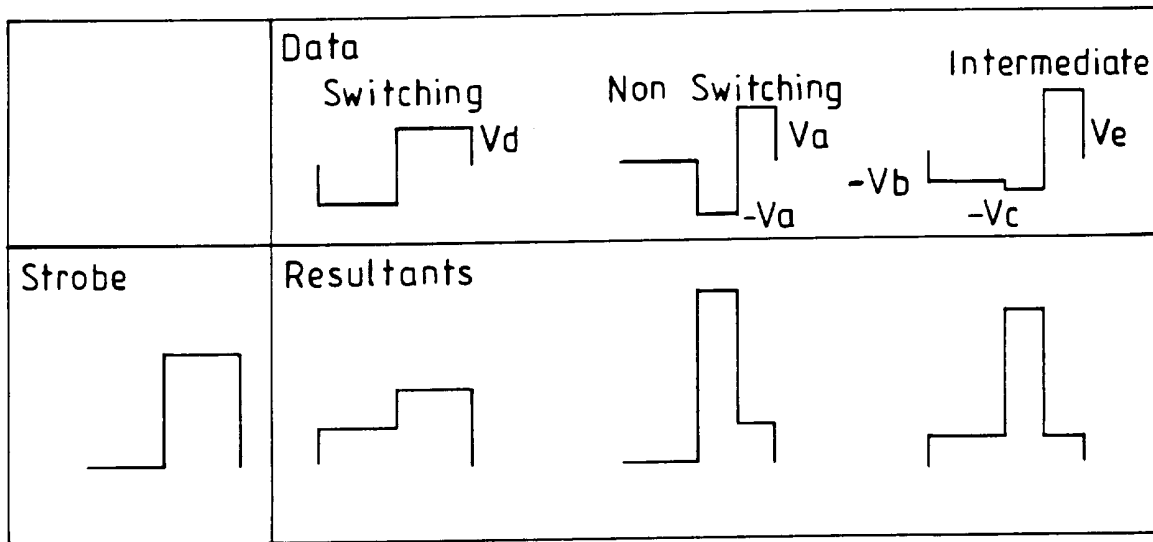 Data
Switching
Vd
Non Switching
Va
-Va
Intermediate
Ve
-Vb
-Vc
Strobe
Resultants